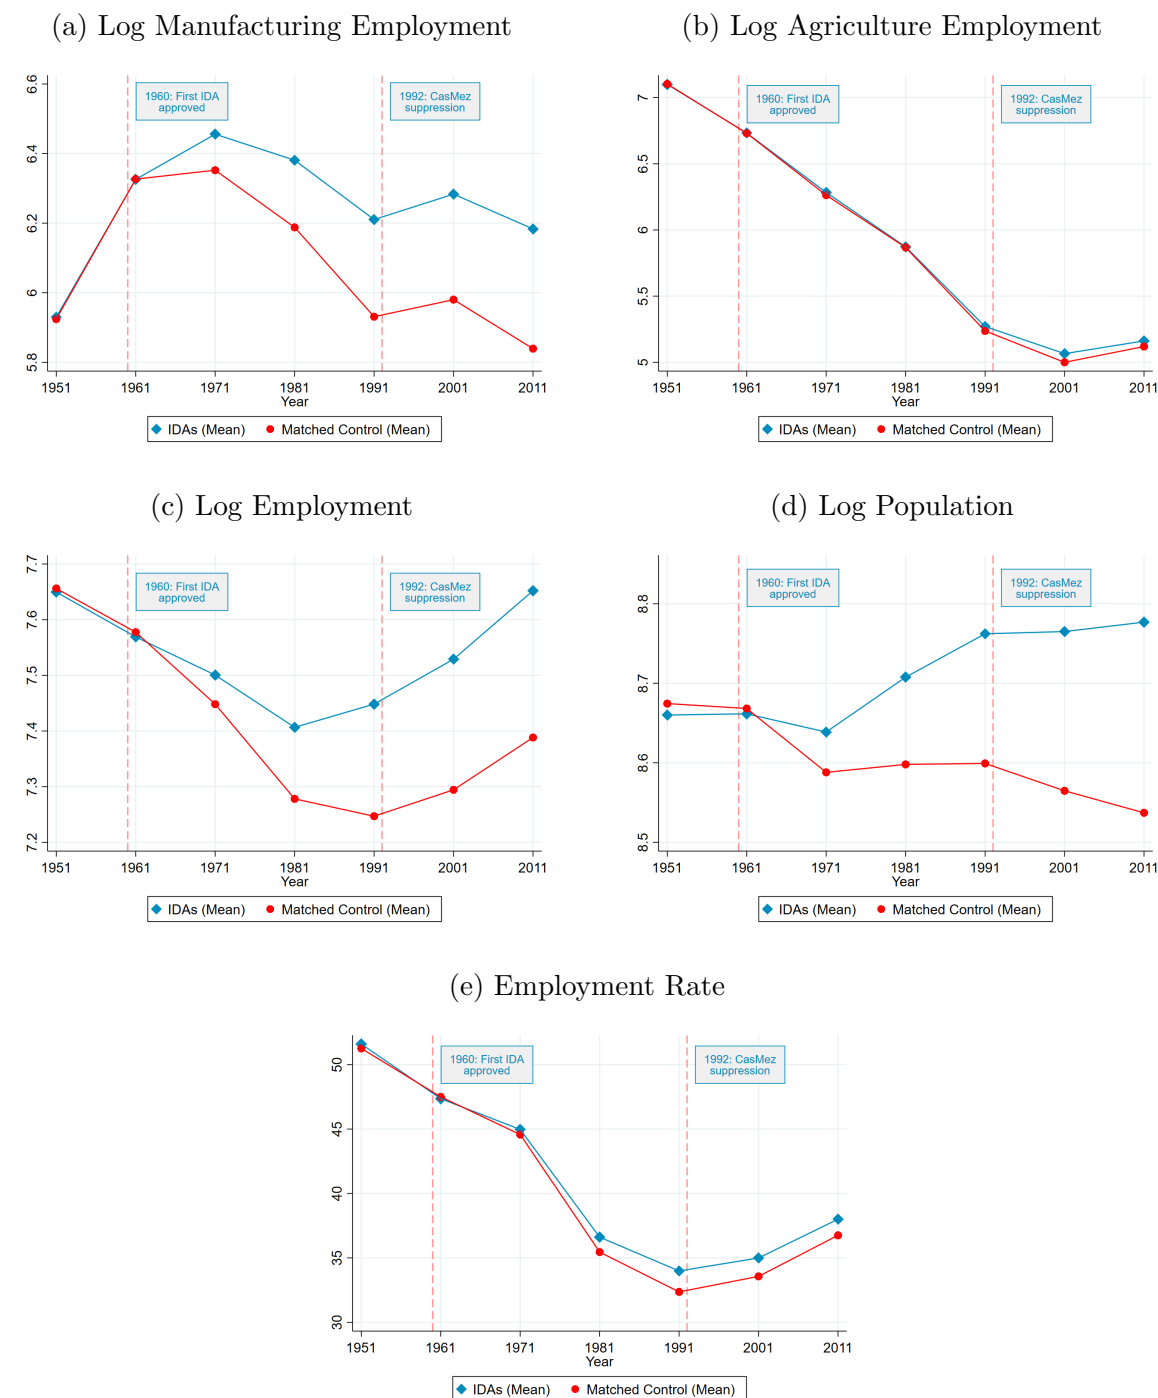 (a) Log Manufacturing Employment
6.6
6.4
6.2
6
5.8
1960: First IDA
approved
1992: CasMez
suppression
1951 1961 1971 1981 1991 2001 2011
Year
IDAs (Mean) Matched Control (Mean)
(b) Log Agriculture Employment
7
6.5
6
5.5
5
1960: First IDA
approved
1992: CasMez
suppression
1951 1961 1971 1981 1991 2001 2011
Year
IDAs (Mean) Matched Control (Mean)
(c) Log Employment
7.7
7.6
7.5
7.4
7.3
7.2
1960: First IDA
approved
1992: CasMez
suppression
1951 1961 1971 1981 1991 2001 2011
Year
IDAs (Mean) Matched Control (Mean)
(d) Log Population
8.8
8.7
8.6
8.5
1960: First IDA
approved
1992: CasMez
suppression
1951 1961 1971 1981 1991 2001 2011
Year
IDAs (Mean) Matched Control (Mean)
(e) Employment Rate
50
45
40
35
30
1960: First IDA
approved
1992: CasMez
suppression
1951 1961 1971 1981 1991 2001 2011
Year
IDAs (Mean) Matched Control (Mean)